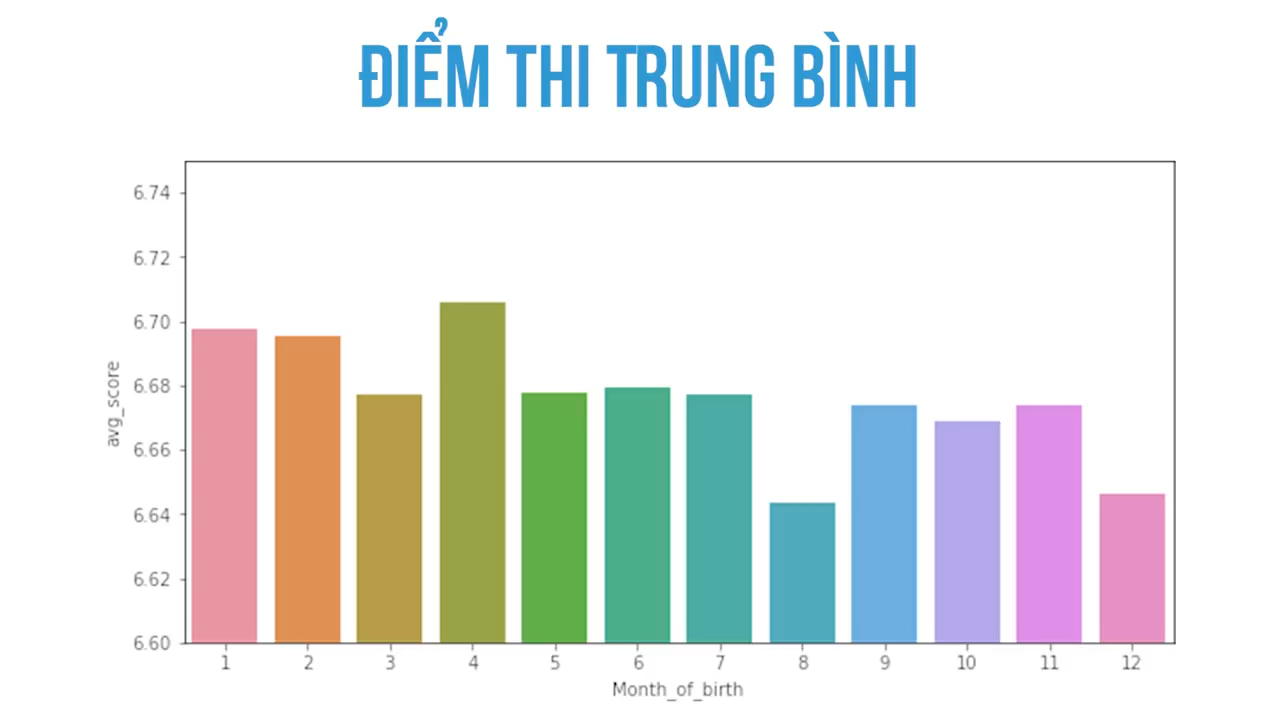 ĐIỂM THI TRUNG BÌNH
6.74
6.72
6.70
6.68
6.66
6.64
6.62
6.60
avg_score
1 2 3 4 5 6 7 8 9 10 11 12
Month_of_birth